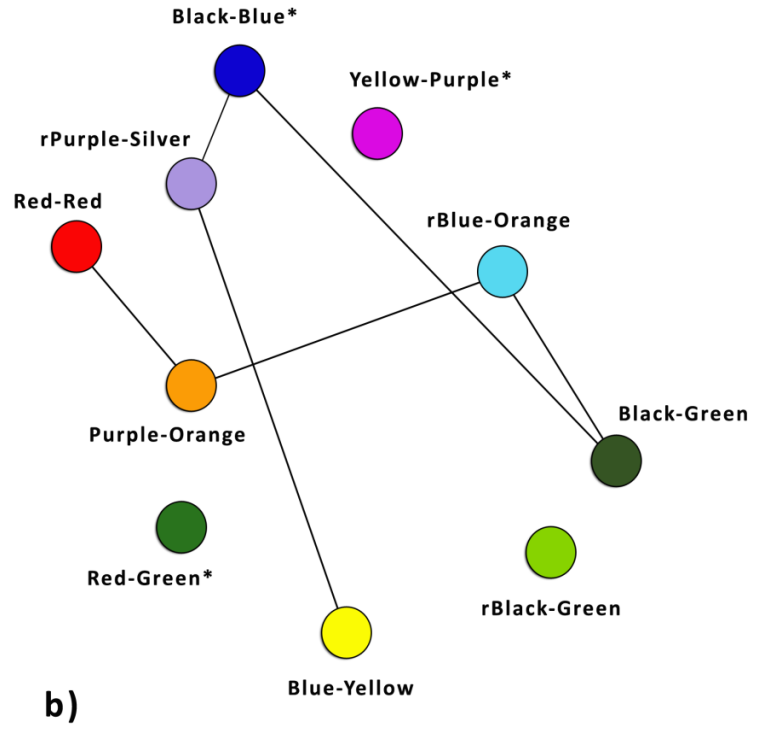 Black-Blue*
Yellow-Purple*
rPurple-Silver
Red-Red
rBlue-Orange
Black-Green
Purple-Orange
Red-Green*
rBlack-Green
Blue-Yellow
b)